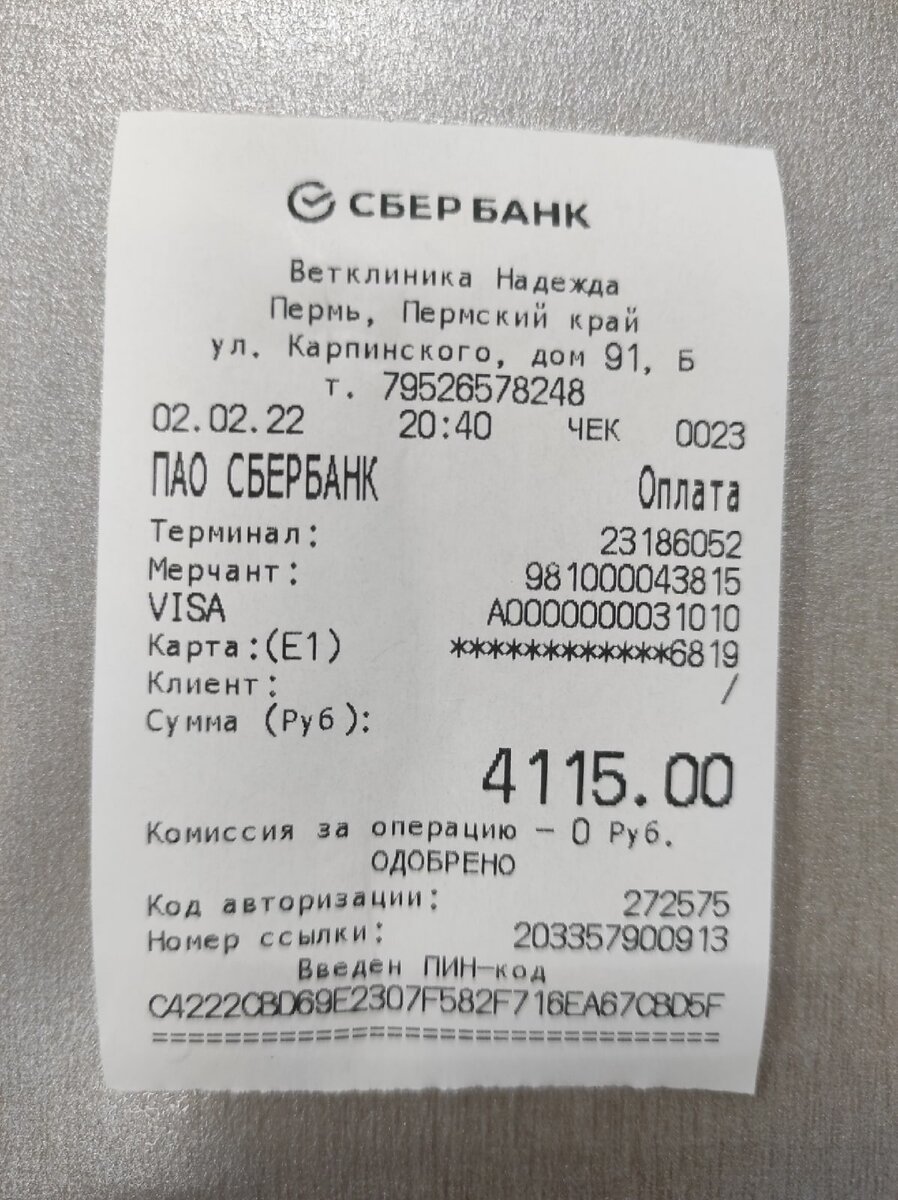 СБЕР БАНК
Ветклиника Надежда
Пермь, Пермский край
ул. Карпинского, дом 91, Б
т. 79526578248
02.02.22 20:40 ЧЕК 0023
ПАО СБЕРБАНК Оплата
Терминал: 23186052
Мерчант: 981000043815
VISA A0000000031010
Карта:(E1) ************6819
Клиент: /
Сумма (Руб):
4115.00
Комиссия за операцию – 0 Руб.
ОДОБРЕНО
Код авторизации: 272575
Номер ссылки: 203357900913
Введен ПИН-код
C4222CBD69E2307F582F716EA67CBD5F
======================================